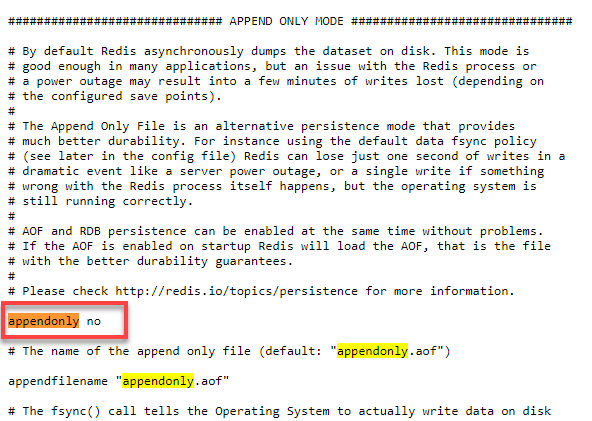 ############################## APPEND ONLY MODE ###############################
# By default Redis asynchronously dumps the dataset on disk. This mode is
# good enough in many applications, but an issue with the Redis process or
# a power outage may result into a few minutes of writes lost (depending on
# the configured save points).
#
# The Append Only File is an alternative persistence mode that provides
# much better durability. For instance using the default data fsync policy
# (see later in the config file) Redis can lose just one second of writes in a
# dramatic event like a server power outage, or a single write if something
# wrong with the Redis process itself happens, but the operating system is
# still running correctly.
#
# AOF and RDB persistence can be enabled at the same time without problems.
# If the AOF is enabled on startup Redis will load the AOF, that is the file
# with the better durability guarantees.
#
# Please check http://redis.io/topics/persistence for more information.
appendonly no
# The name of the append only file (default: "appendonly.aof")
appendfilename "appendonly.aof"
# The fsync() call tells the Operating System to actually write data on disk